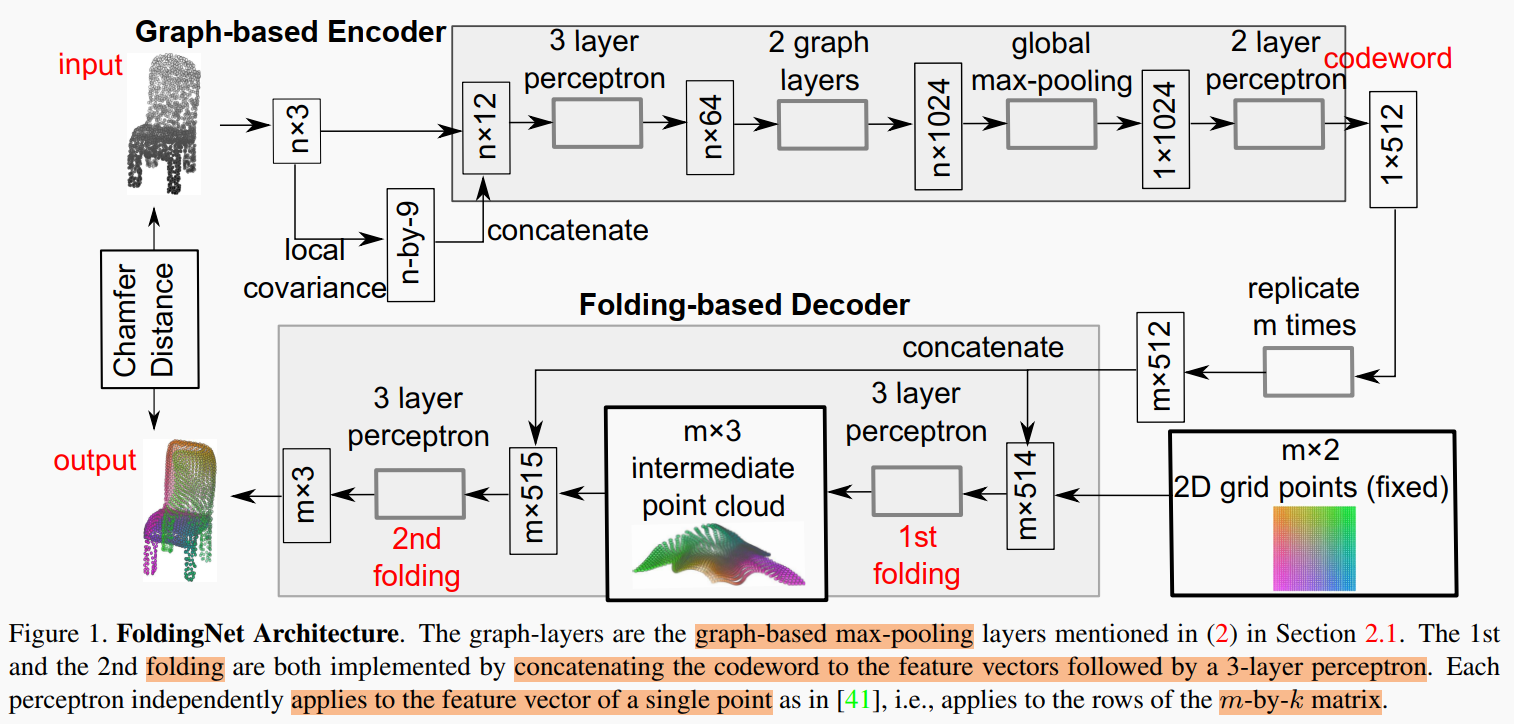 Graph-based Encoder
input
n×3
local
covariance
n-by-9
concatenate
n×12
3 layer
perceptron
n×64
2 graph
layers
n×1024
global
max-pooling
1×1024
2 layer
perceptron
codeword
1×512
replicate
m times
m×512
Folding-based Decoder
concatenate
m×2
2D grid points (fixed)
m×514
3 layer
perceptron
1st
folding
m×3
intermediate
point cloud
m×515
3 layer
perceptron
2nd
folding
m×3
output
Chamfer
Distance
Figure 1. FoldingNet Architecture. The graph-layers are the graph-based max-pooling layers mentioned in (2) in Section 2.1. The 1st
and the 2nd folding are both implemented by concatenating the codeword to the feature vectors followed by a 3-layer perceptron. Each
perceptron independently applies to the feature vector of a single point as in [41], i.e., applies to the rows of the m-by-k matrix.